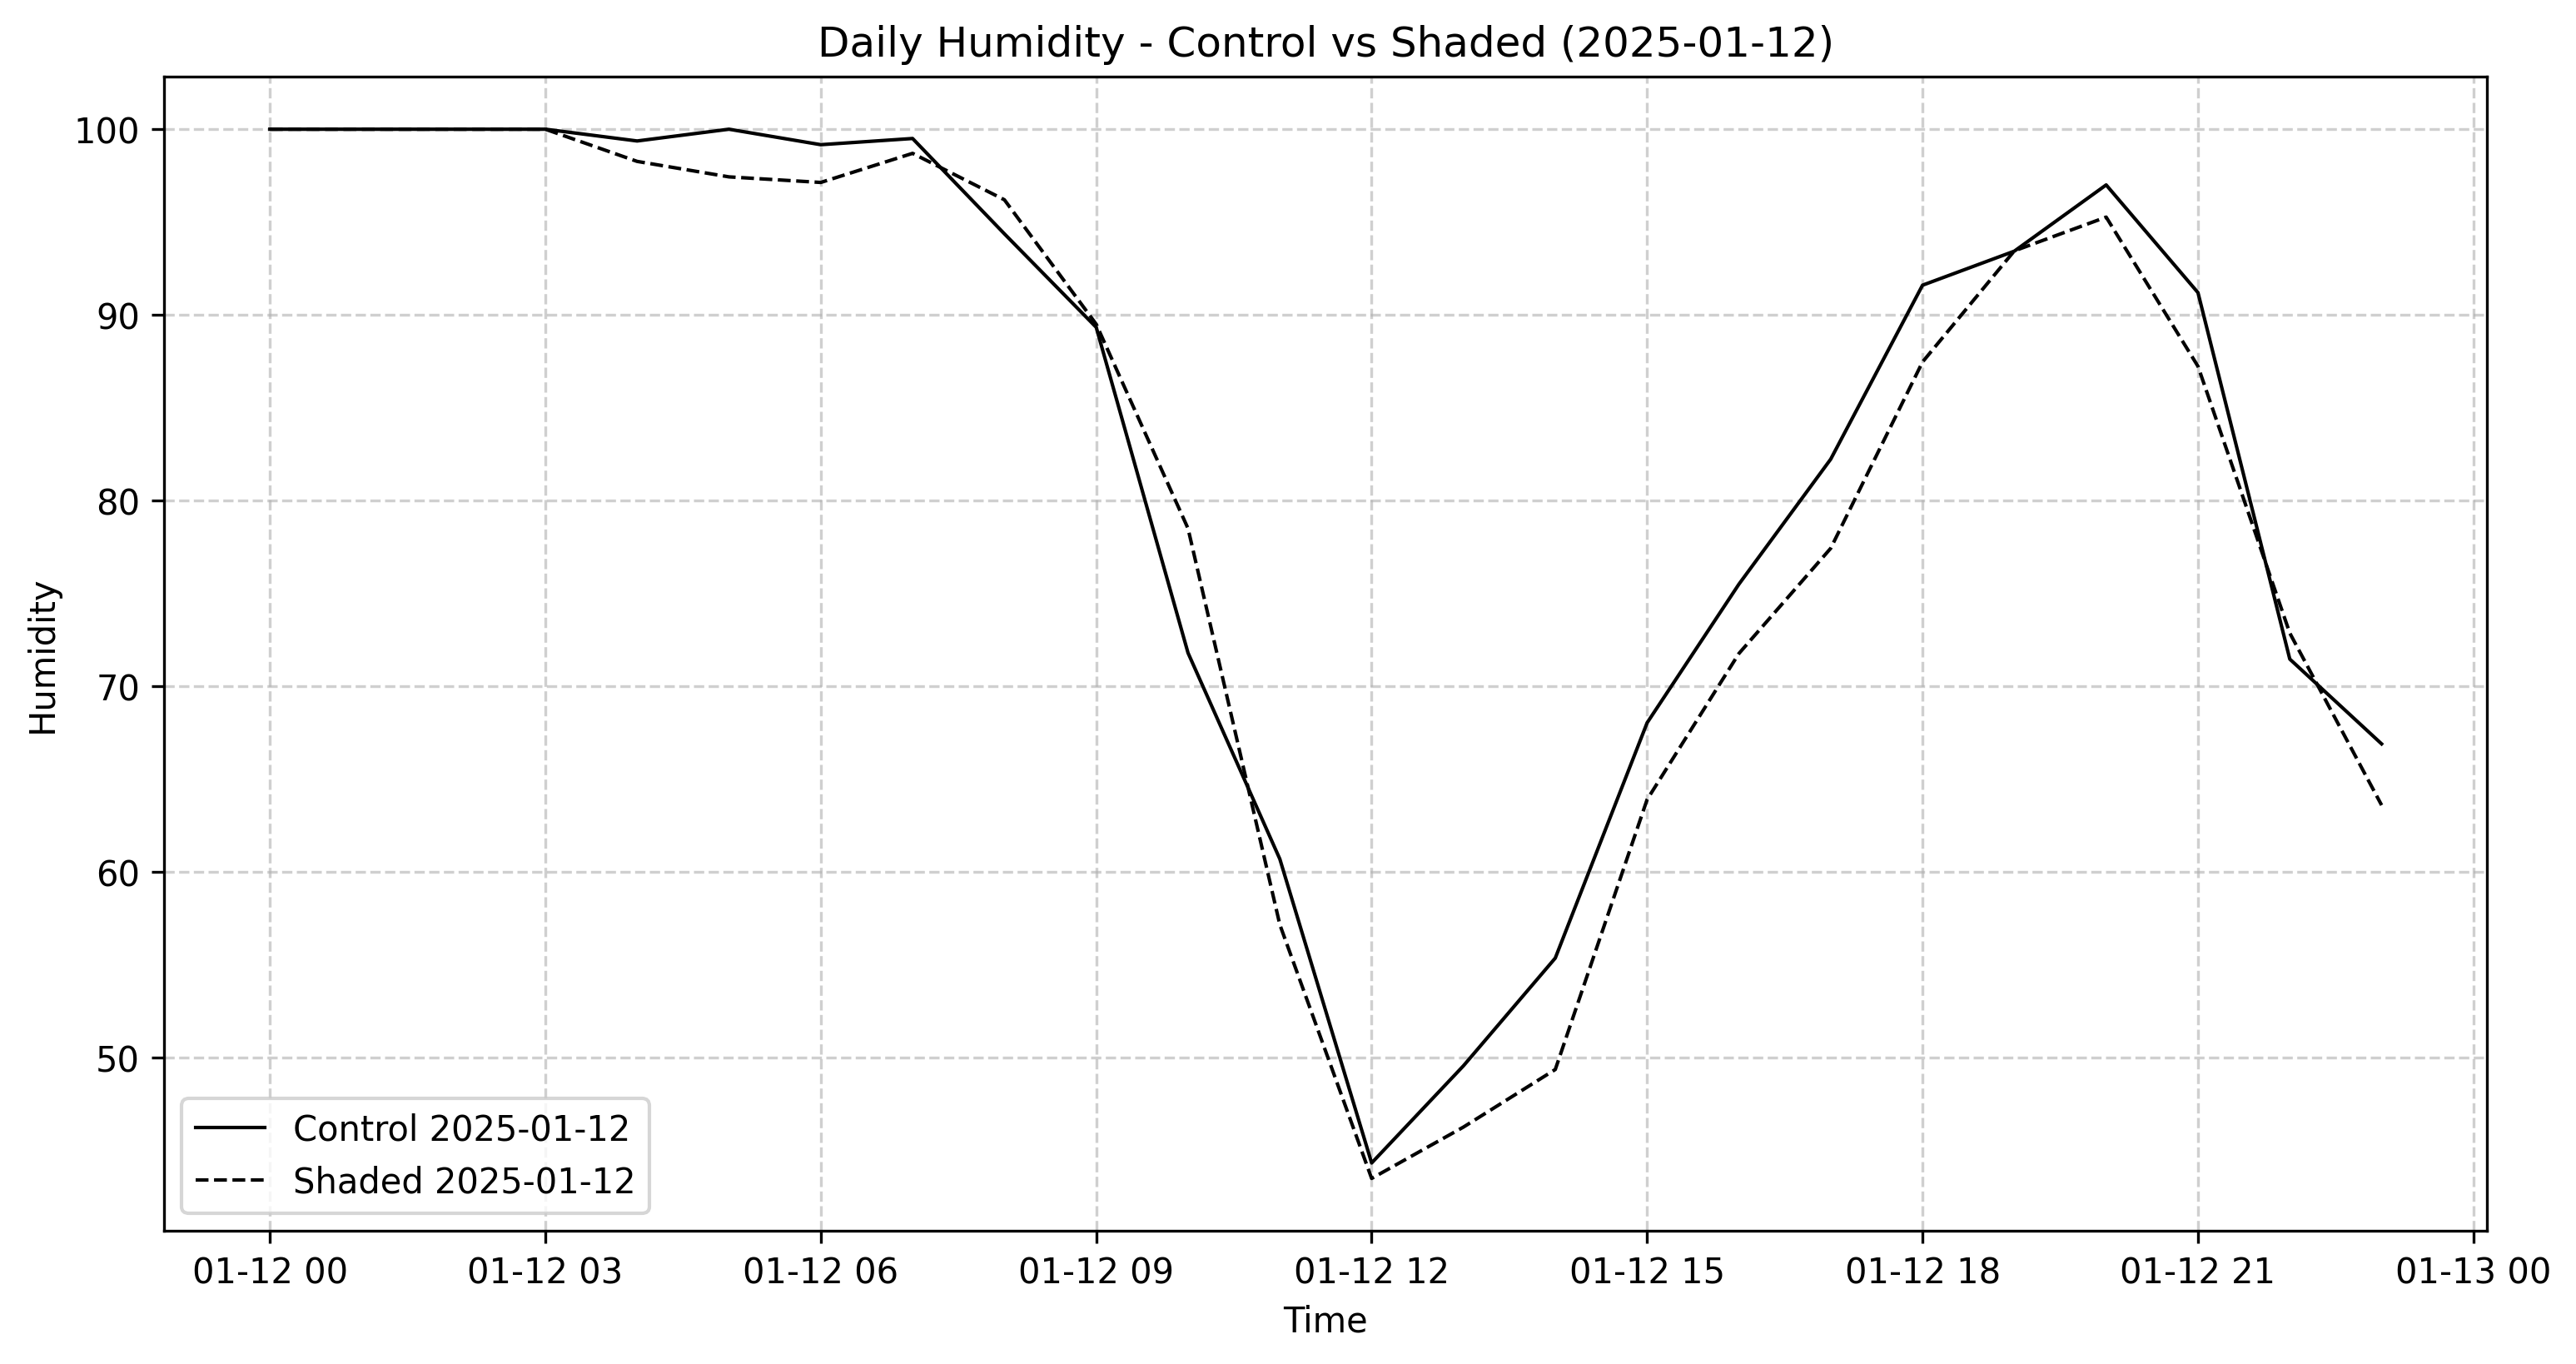 Daily Humidity - Control vs Shaded (2025-01-12)
Humidity
100
90
80
70
60
50
Control 2025-01-12
Shaded 2025-01-12
01-12 00 01-12 03 01-12 06 01-12 09 01-12 12 01-12 15 01-12 18 01-12 21 01-13 00
Time